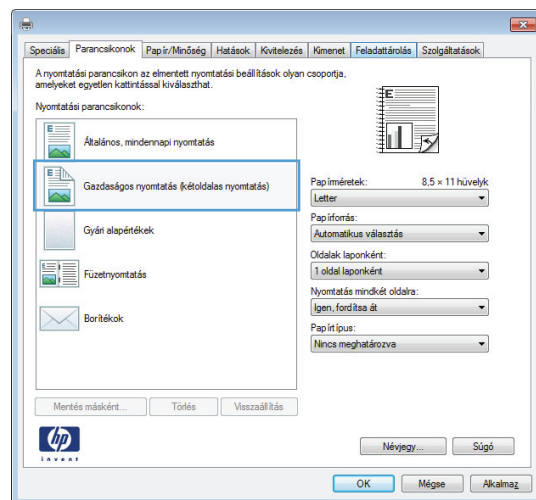 Speciális Parancsikonok Papír/Minőség Hatások Kivitelezés Kimenet Feladattárolás Szolgáltatások
A nyomtatási parancsikon az elmentett nyomtatási beállítások olyan csoportja,
amelyeket egyetlen kattintással kiválaszthat.
Nyomtatási parancsikonok:
Általános, mindennapi nyomtatás
Gazdaságos nyomtatás (kétoldalas nyomtatás)
Gyári alapértékek
Füzetnyomtatás
Borítékok
Mentés másként... Törlés Visszaállítás
Papírméretek: 8,5 × 11 hüvelyk
Letter
Papírforrás:
Automatikus választás
Oldalak laponként:
1 oldal laponként
Nyomtatás mindkét oldalra:
Igen, fordítsa át
Papírtípus:
Nincs meghatározva
hp
invent
Névjegy... Súgó
OK Mégse Alkalmaz